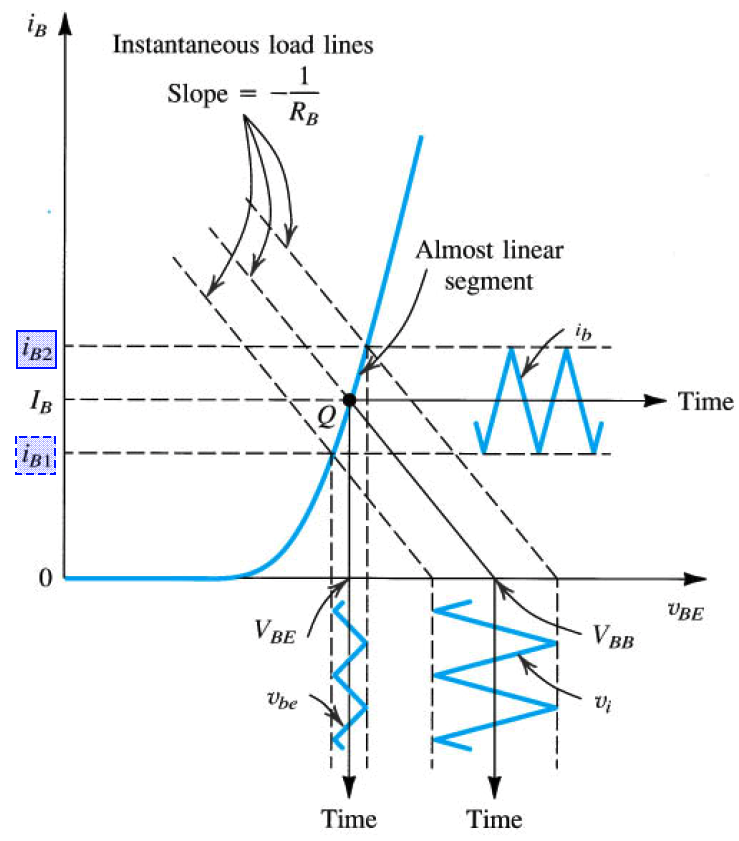 i_B
Instantaneous load lines
Slope = -\frac{1}{R_B}
Almost linear
segment
i_{B2}
i_b
I_B
Q
Time
i_{B1}
0
v_{BE}
V_{BE}
V_{BB}
v_{be}
v_i
Time
Time